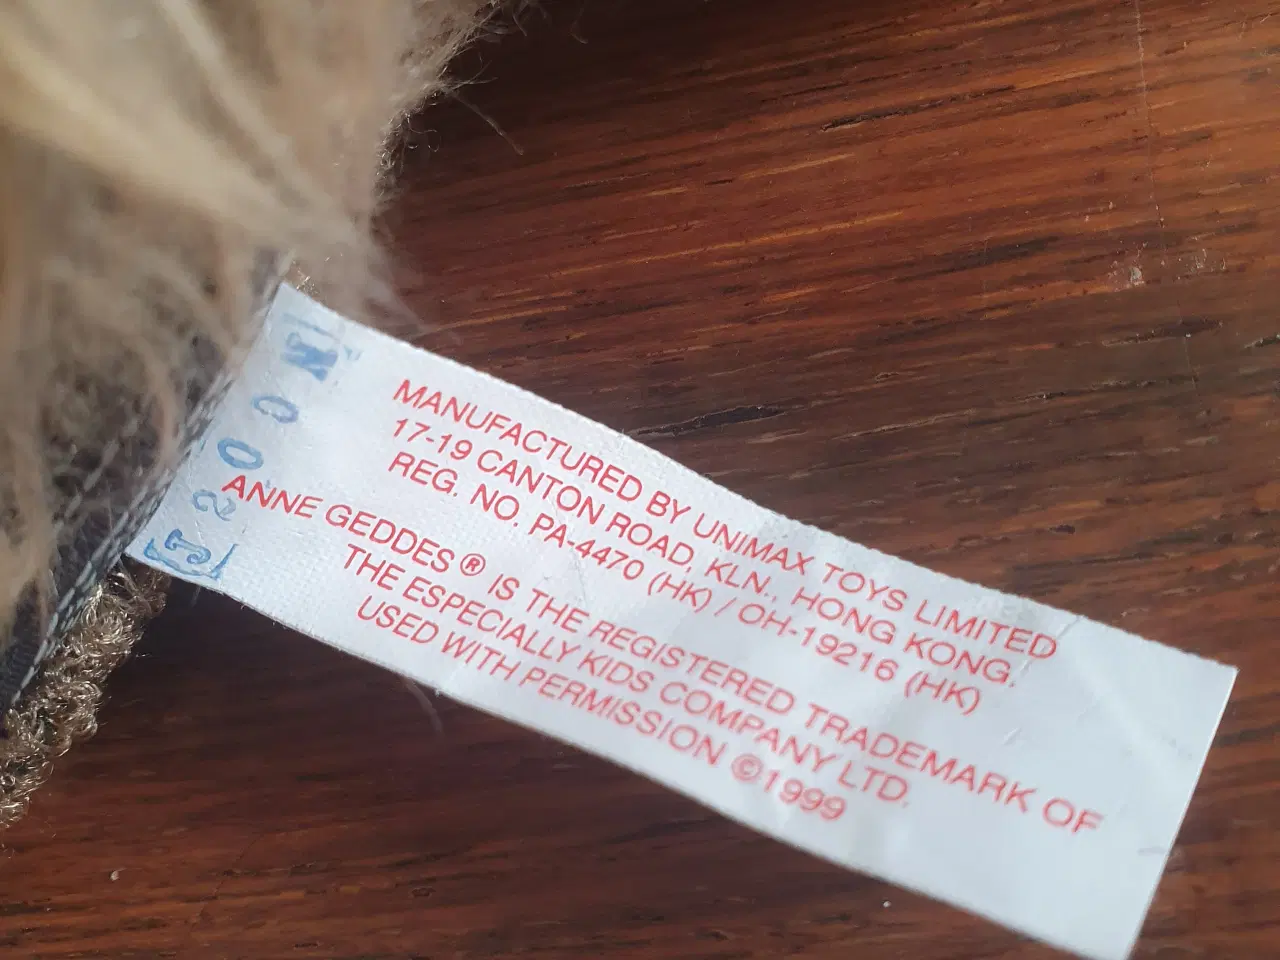 MANUFACTURED BY UNIMAX TOYS LIMITED
17-19 CANTON ROAD, KLN., HONG KONG.
REG. NO. PA-4470 (HK) / OH-19216 (HK)
ANNE GEDDES ® IS THE REGISTERED TRADEMARK OF
THE ESPECIALLY KIDS COMPANY LTD.
USED WITH PERMISSION ©1999